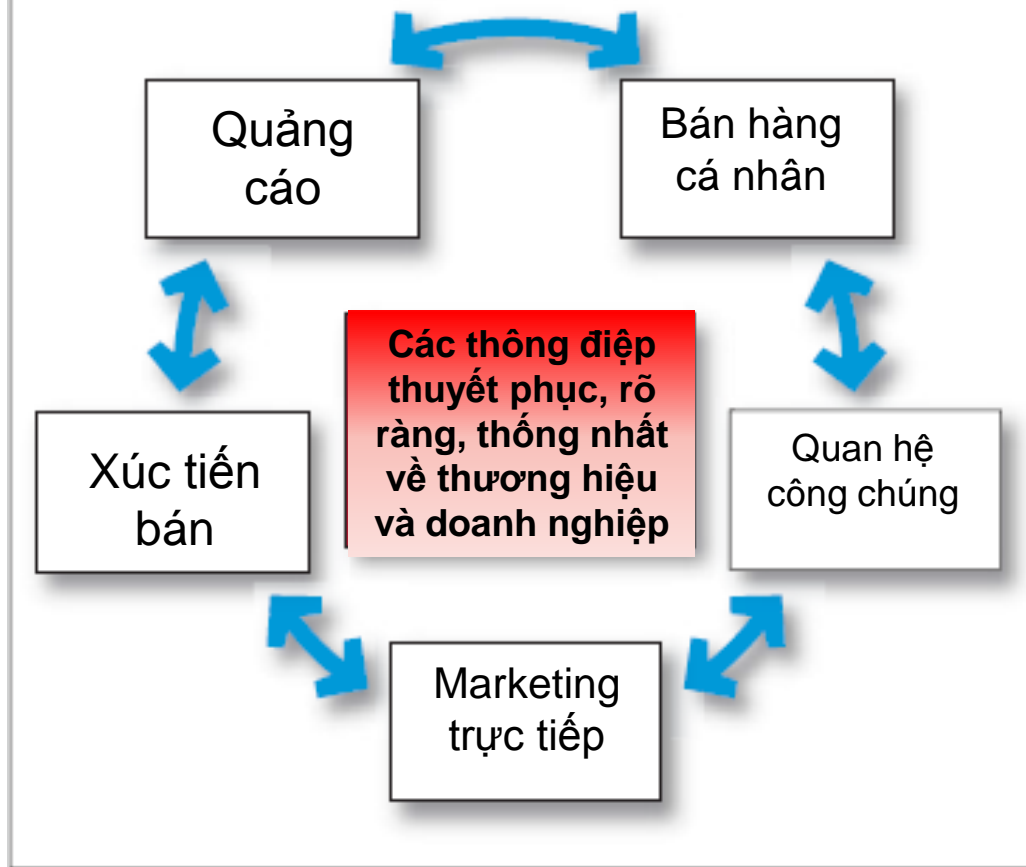 Quảng
cáo
Bán hàng
cá nhân
Các thông điệp
thuyết phục, rõ
ràng, thống nhất
về thương hiệu
và doanh nghiệp
Xúc tiến
bán
Quan hệ
công chúng
Marketing
trực tiếp